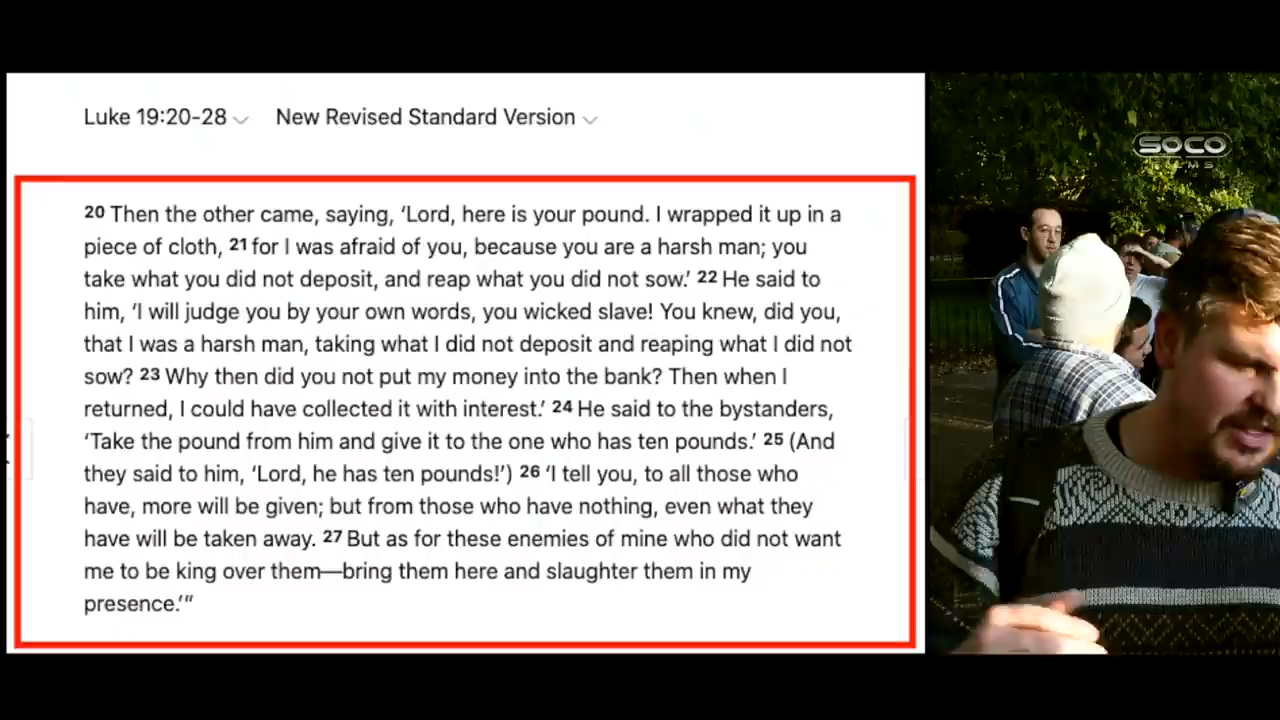 Luke 19:20-28 New Revised Standard Version
SOCO
FILMS
20 Then the other came, saying, ‘Lord, here is your pound. I wrapped it up in a
piece of cloth, 21 for I was afraid of you, because you are a harsh man; you
take what you did not deposit, and reap what you did not sow.’ 22 He said to
him, ‘I will judge you by your own words, you wicked slave! You knew, did you,
that I was a harsh man, taking what I did not deposit and reaping what I did not
sow? 23 Why then did you not put my money into the bank? Then when I
returned, I could have collected it with interest.’ 24 He said to the bystanders,
‘Take the pound from him and give it to the one who has ten pounds.’ 25 (And
they said to him, ‘Lord, he has ten pounds!’) 26 ‘I tell you, to all those who
have, more will be given; but from those who have nothing, even what they
have will be taken away. 27 But as for these enemies of mine who did not want
me to be king over them—bring them here and slaughter them in my
presence.’”